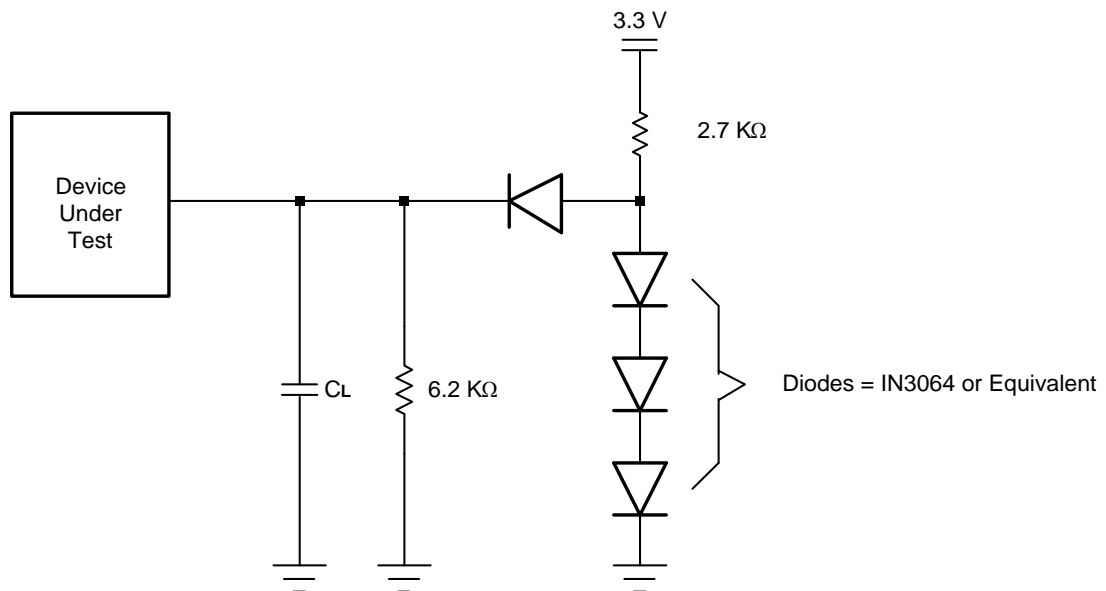 3.3 V
2.7 KΩ
Device
Under
Test
CL
6.2 KΩ
Diodes = IN3064 or Equivalent